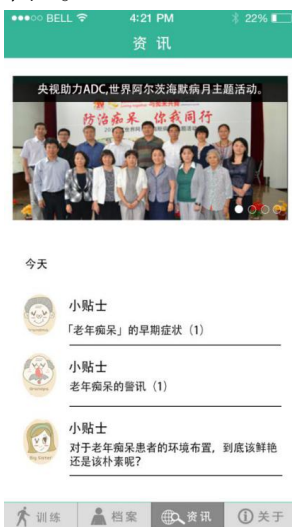 BELL
4:21 PM
22%
资讯
央视助力ADC,世界阿尔茨海默病月主题活动。
防治痴呆 你我同行
今天
小贴士
「老年痴呆」的早期症状（1）
小贴士
老年痴呆的警讯（1）
小贴士
对于老年痴呆患者的环境布置，到底该鲜艳
还是该朴素呢？
训练
档案
资讯
关于